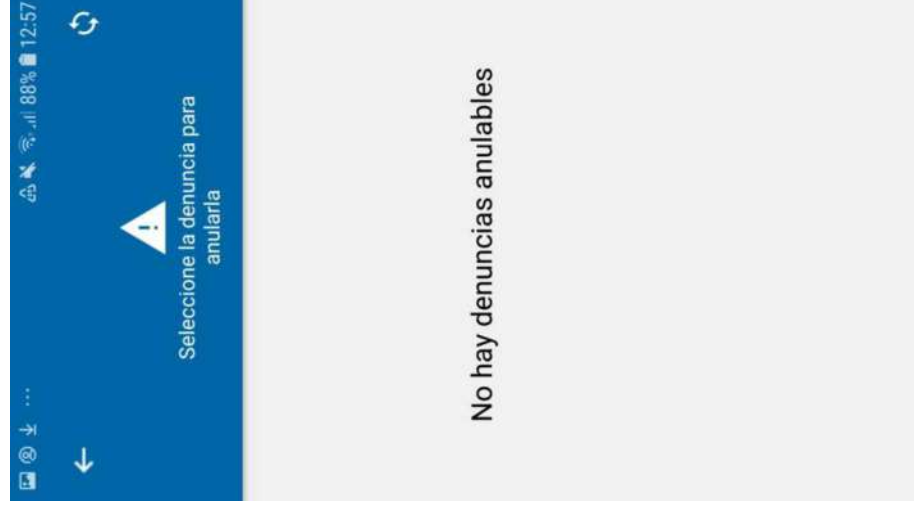 88% 12:57
Seleccione la denuncia para
anularla
No hay denuncias anulables